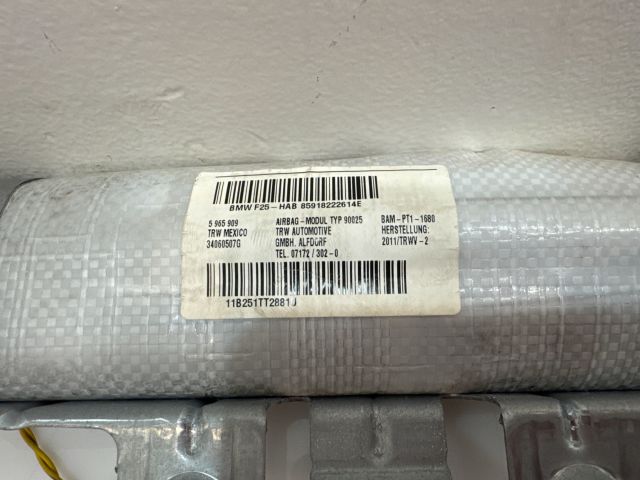 BMW F25-HAB 85918222614E
5 965 909 AIRBAG-MODUL TYP 90025 BAM-PT1-1680
TRW MEXICO TRW AUTOMOTIVE HERSTELLUNG:
34060507G GMBH. ALFDORF 2011/TRWV-2
TEL. 07172/302-0
11B251TT2881J